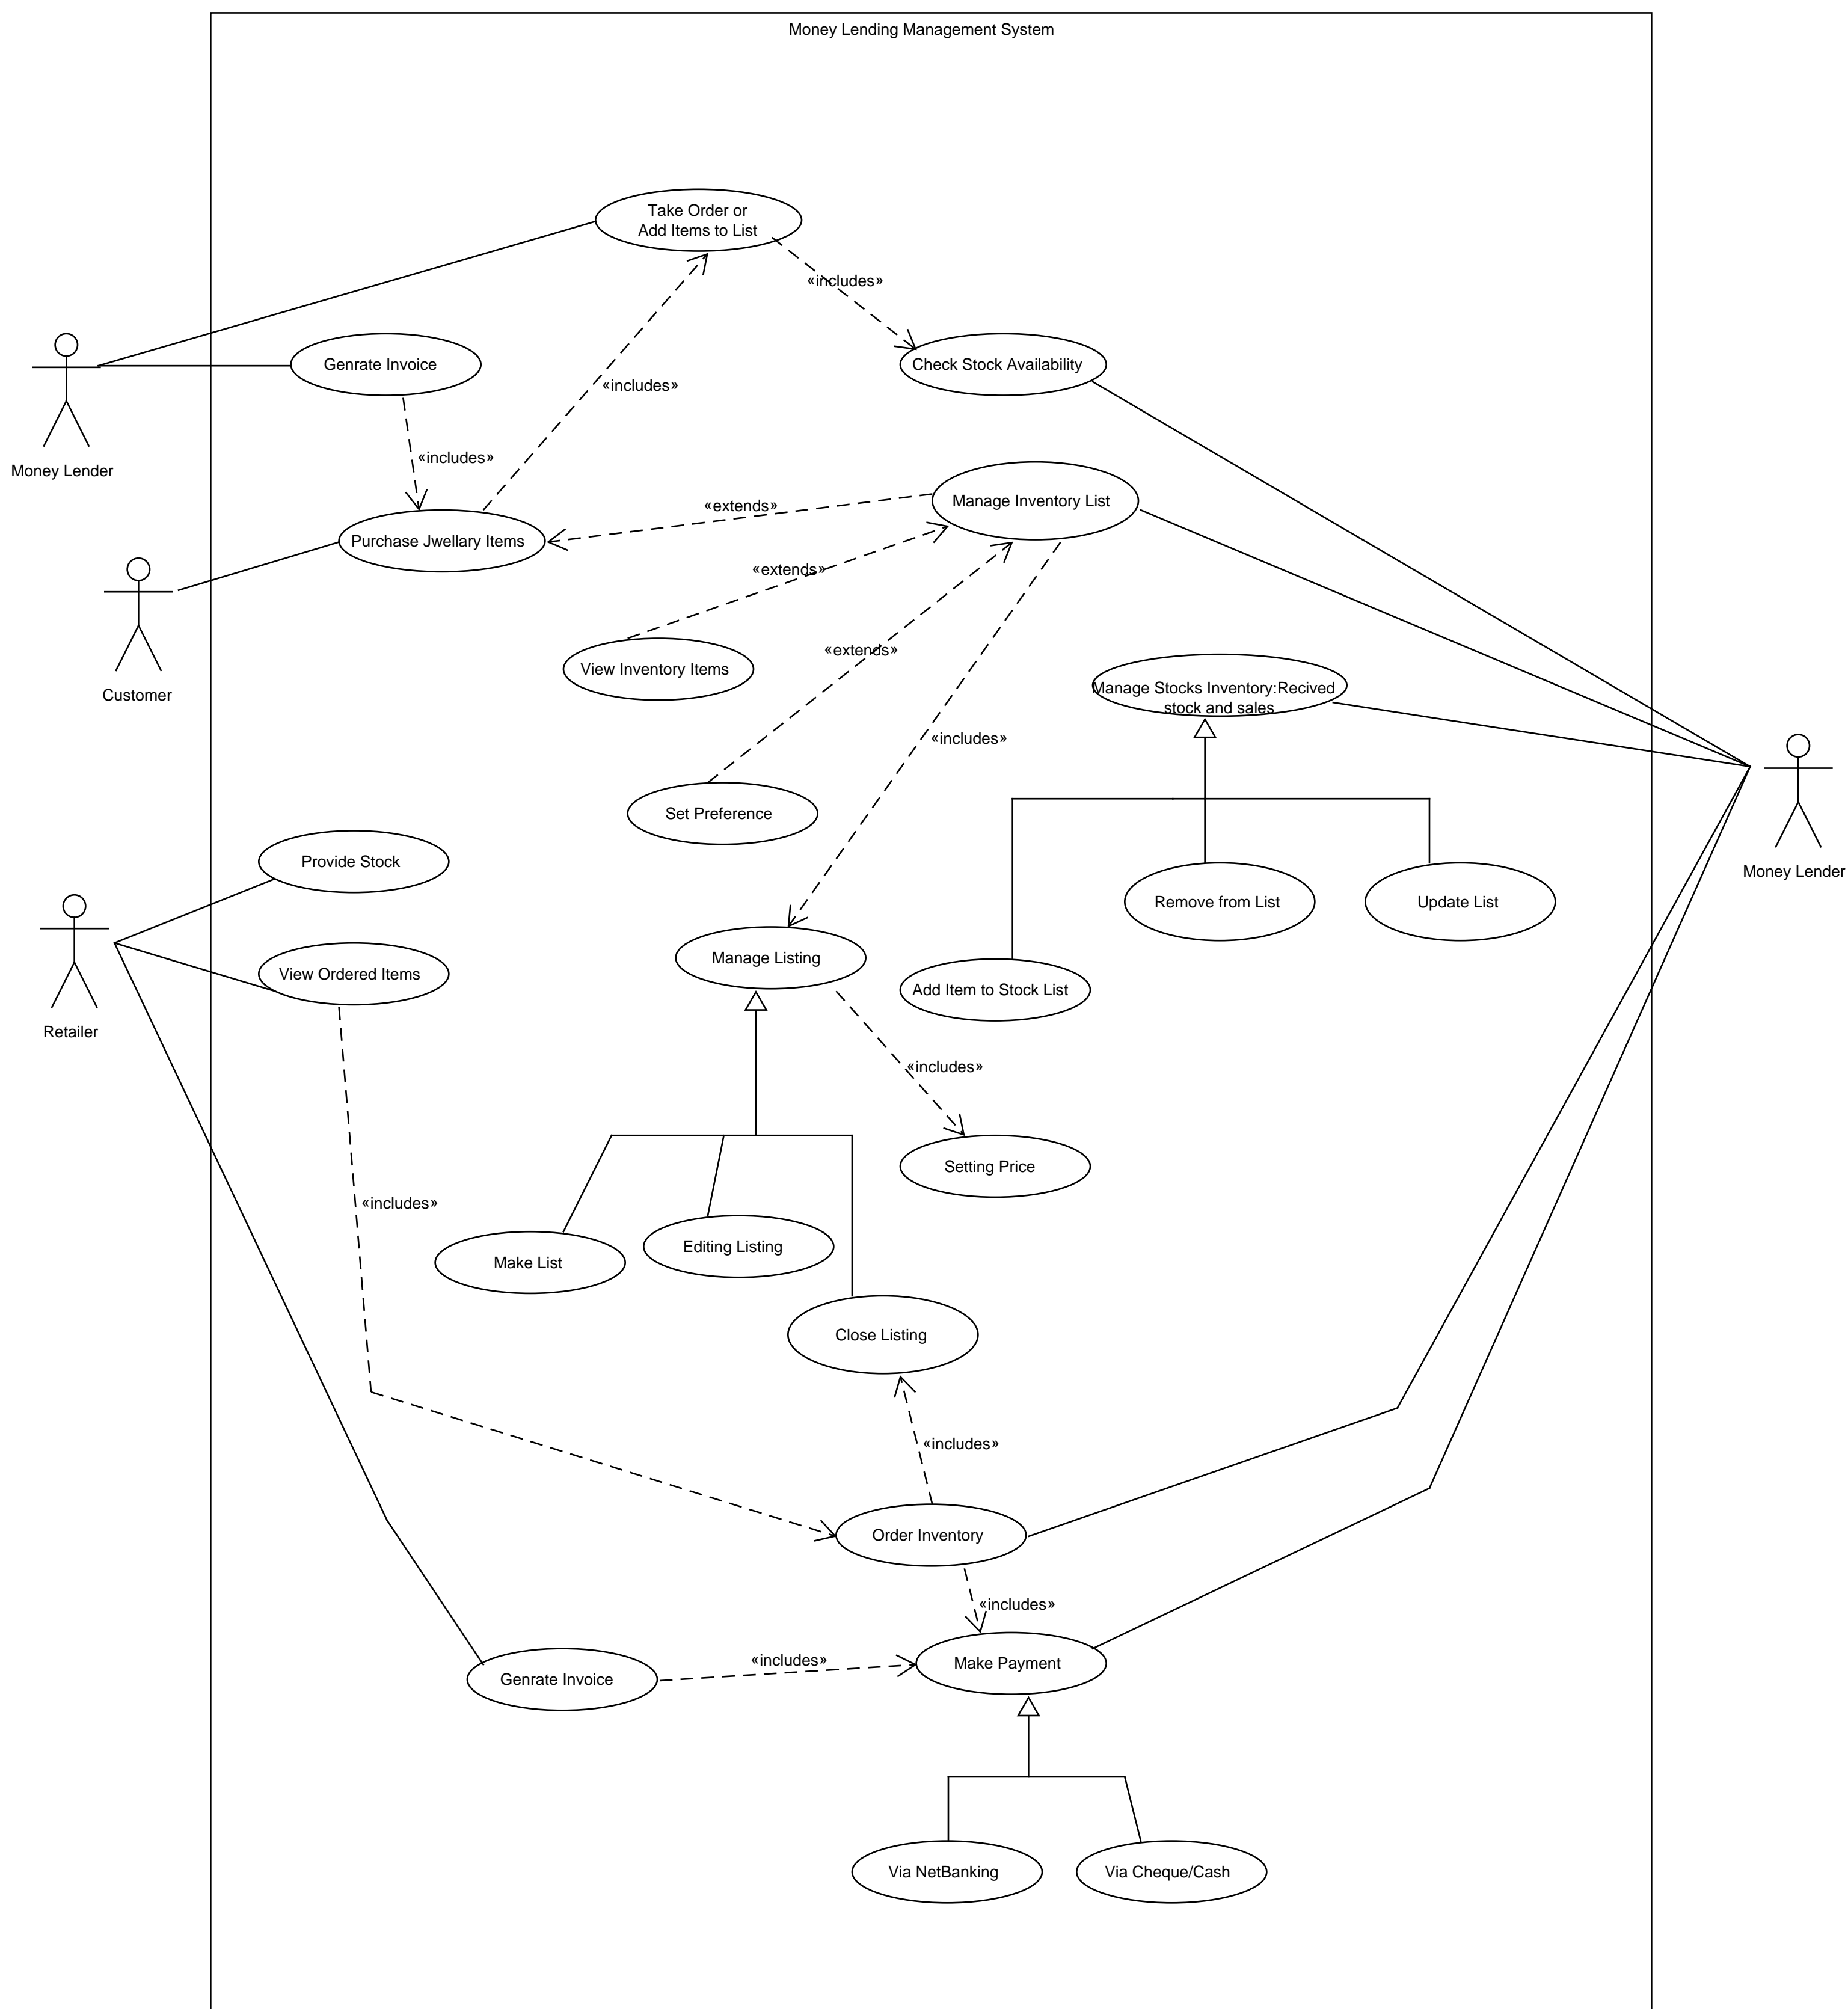 Money Lending Management System
Take Order or
Add Items to List
«includes»
Genrate Invoice
Check Stock Availability
«includes»
«includes»
Money Lender
Manage Inventory List
«extends»
Purchase Jwellary Items
«extends»
«extends»
View Inventory Items
Manage Stocks Inventory:Recived
stock and sales
Customer
«includes»
Set Preference
Provide Stock
Money Lender
Remove from List
Update List
Manage Listing
View Ordered Items
Add Item to Stock List
Retailer
«includes»
Setting Price
«includes»
Editing Listing
Make List
Close Listing
«includes»
Order Inventory
«includes»
«includes»
Make Payment
Genrate Invoice
Via NetBanking
Via Cheque/Cash